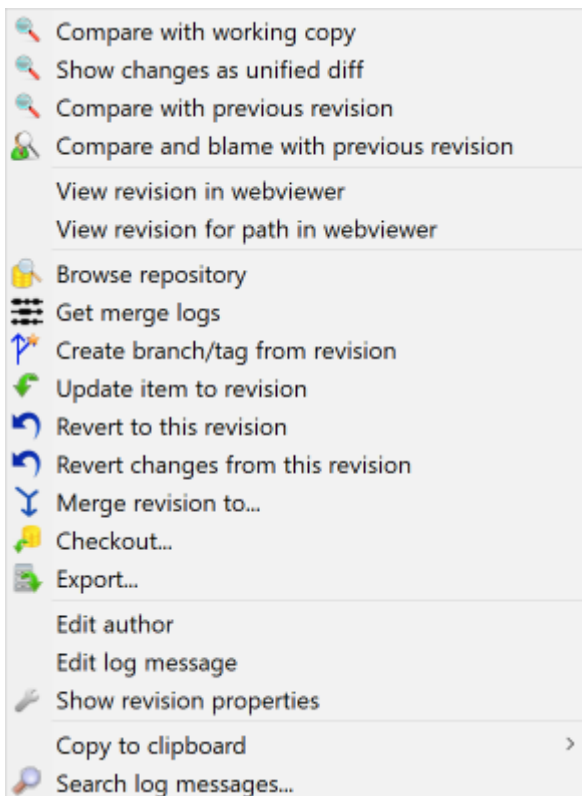 Compare with working copy
Show changes as unified diff
Compare with previous revision
Compare and blame with previous revision
View revision in webviewer
View revision for path in webviewer
Browse repository
Get merge logs
Create branch/tag from revision
Update item to revision
Revert to this revision
Revert changes from this revision
Merge revision to...
Checkout...
Export...
Edit author
Edit log message
Show revision properties
Copy to clipboard
Search log messages...